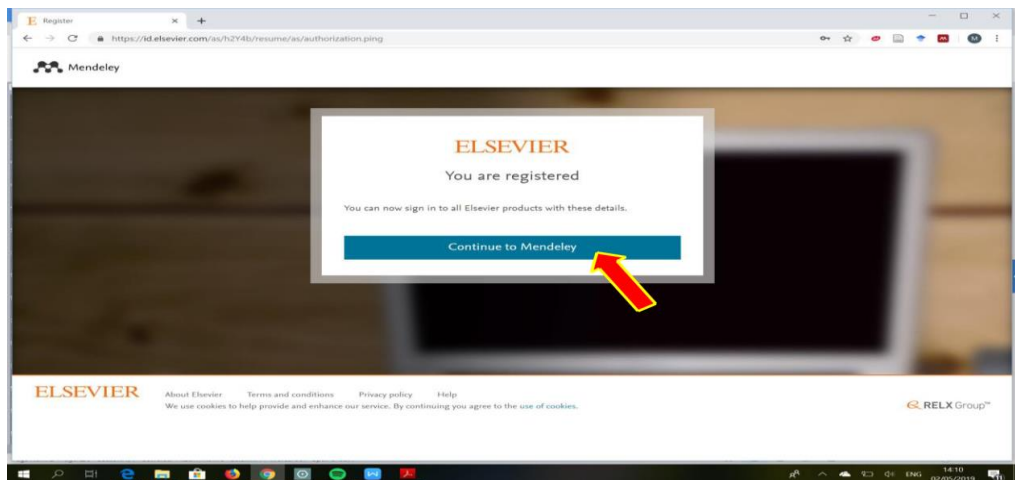 Register
https://id.elsevier.com/as/h2Y4b/resume/as/authorization.ping
Mendeley
ELSEVIER
You are registered
You can now sign in to all Elsevier products with these details.
Continue to Mendeley
ELSEVIER
About Elsevier Terms and conditions Privacy policy Help
We use cookies to help provide and enhance our service. By continuing you agree to the use of cookies.
RELX Group™
ENG
14:10
02/05/2019